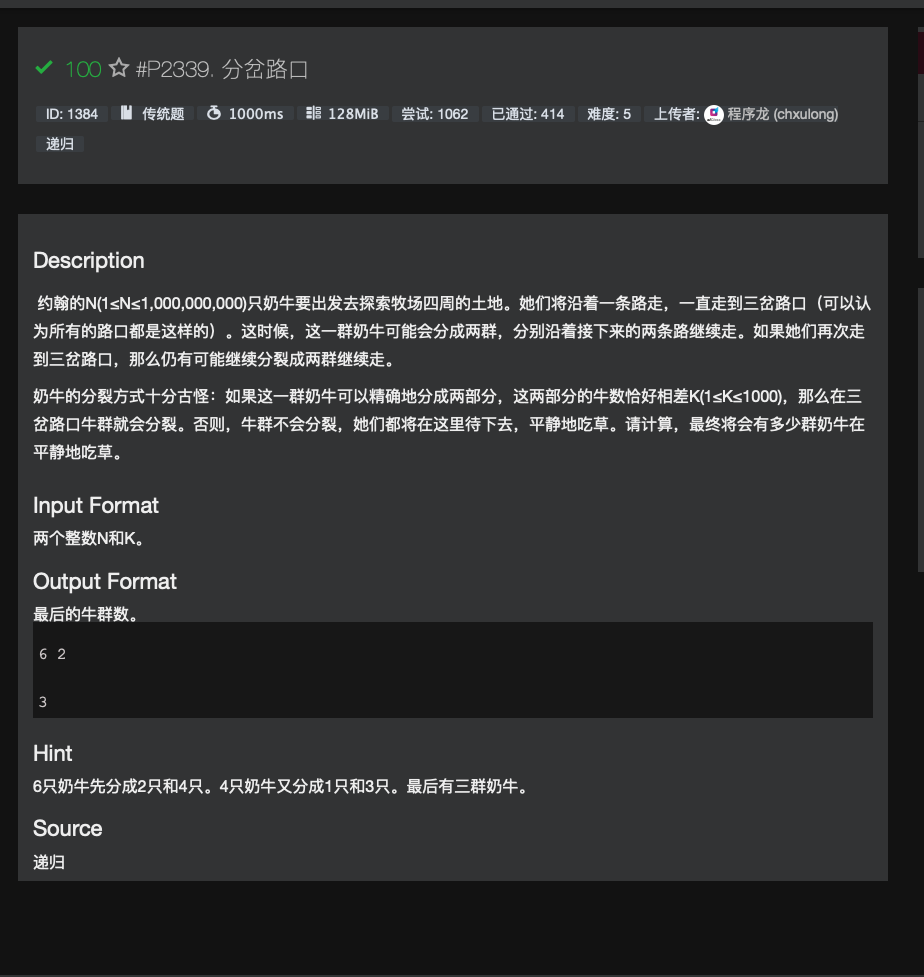 100 #P2339. 分岔路口
ID: 1384 传统题 1000ms 128MiB 尝试: 1062 已通过: 414 难度: 5 上传者: 程序龙 (chxulong)
递归
Description
约翰的N(1≤N≤1,000,000,000)只奶牛要出发去探索牧场四周的土地。她们将沿着一条路走，一直走到三岔路口（可以认
为所有的路口都是这样的）。这时候，这一群奶牛可能会分成两群，分别沿着接下来的两条路继续走。如果她们再次走
到三岔路口，那么仍有可能继续分裂成两群继续走。
奶牛的分裂方式十分古怪：如果这一群奶牛可以精确地分成两部分，这两部分的牛数恰好相差K(1≤K≤1000)，那么在三
岔路口牛群就会分裂。否则，牛群不会分裂，她们都将在这里待下去，平静地吃草。请计算，最终将会有多少群奶牛在
平静地吃草。
Input Format
两个整数N和K。
Output Format
最后的牛群数。
6 2
3
Hint
6只奶牛先分成2只和4只。4只奶牛又分成1只和3只。最后有三群奶牛。
Source
递归